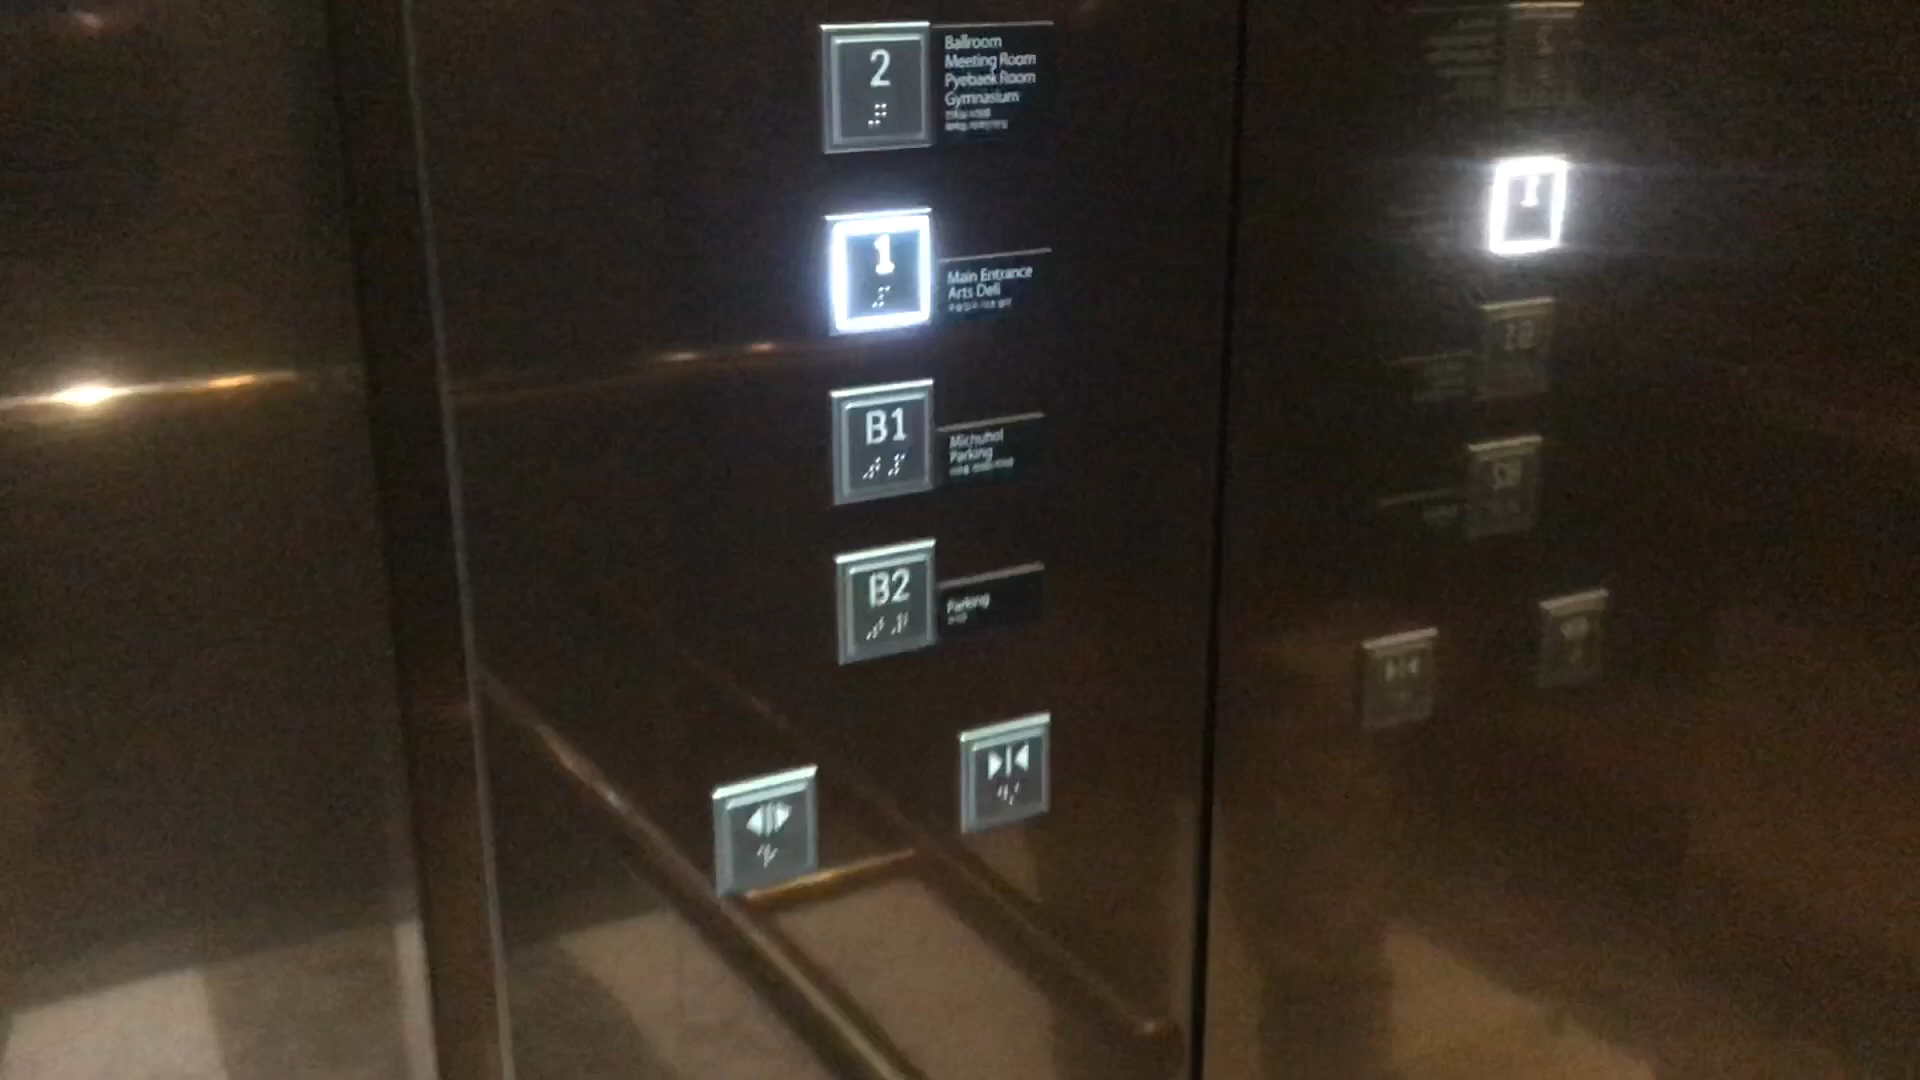 2
Ballroom
Meeting Room
Pyebaek Room
Gymnasium
1
Main Entrance
Arts Deli
B1
Michuhol
Parking
B2
Parking